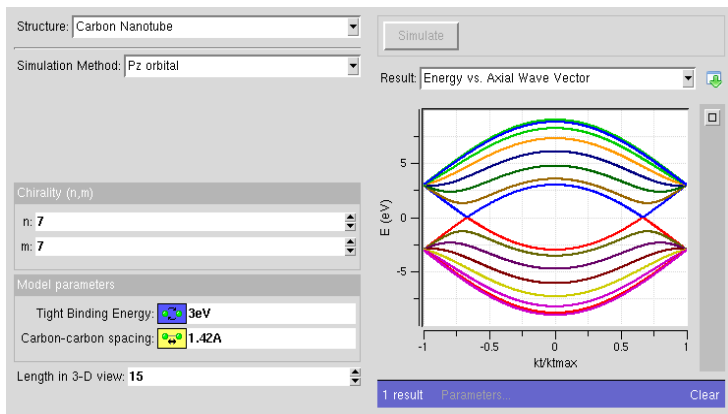 Structure: Carbon Nanotube
Simulation Method: Pz orbital
Chirality (n,m)
n: 7
m: 7
Model parameters
Tight Binding Energy: 3eV
Carbon-carbon spacing: 1.42A
Length in 3-D view: 15
Simulate
Result: Energy vs. Axial Wave Vector
E (eV)
5
0
-5
-1 -0.5 0 0.5 1
kt/ktmax
1 result Parameters... Clear